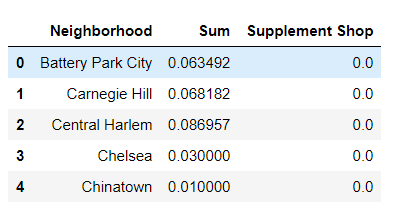 Neighborhood Sum Supplement Shop
0 Battery Park City 0.063492 0.0
1 Carnegie Hill 0.068182 0.0
2 Central Harlem 0.086957 0.0
3 Chelsea 0.030000 0.0
4 Chinatown 0.010000 0.0